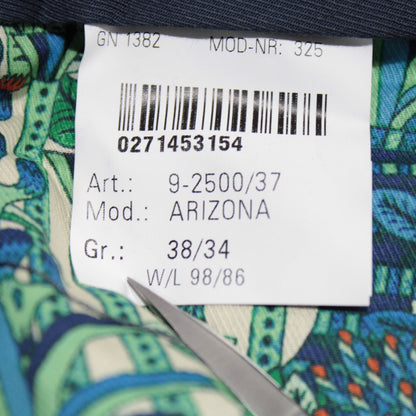 GN 1382 MOD-NR: 325
0271453154
Art.: 9-2500/37
Mod.: ARIZONA
Gr.: 38/34
W/L 98/86